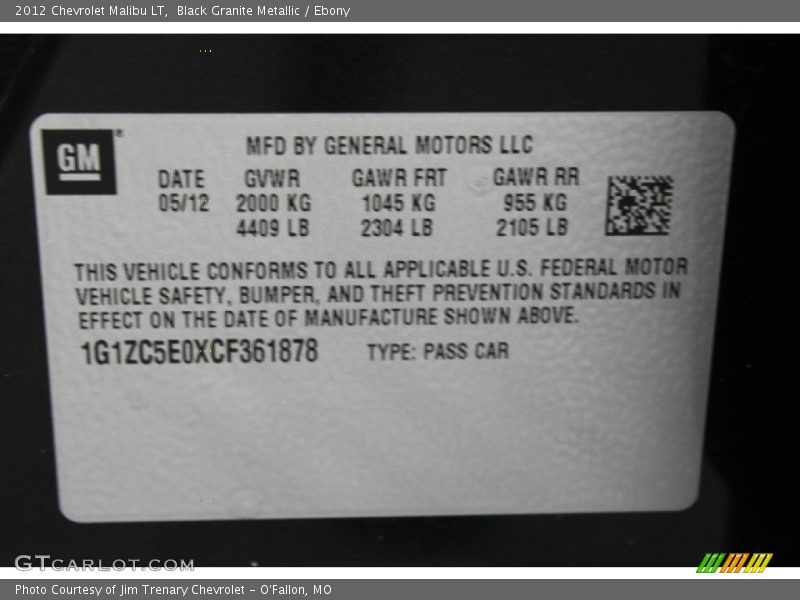 2012 Chevrolet Malibu LT, Black Granite Metallic / Ebony
GM
MFD BY GENERAL MOTORS LLC
DATE GVWR GAWR FRT GAWR RR
05/12 2000 KG 1045 KG 955 KG
4409 LB 2304 LB 2105 LB
THIS VEHICLE CONFORMS TO ALL APPLICABLE U.S. FEDERAL MOTOR
VEHICLE SAFETY, BUMPER, AND THEFT PREVENTION STANDARDS IN
EFFECT ON THE DATE OF MANUFACTURE SHOWN ABOVE.
1G1ZC5E0XCF361878 TYPE: PASS CAR
GTCARLOT.COM
Photo Courtesy of Jim Trenary Chevrolet - O'Fallon, MO